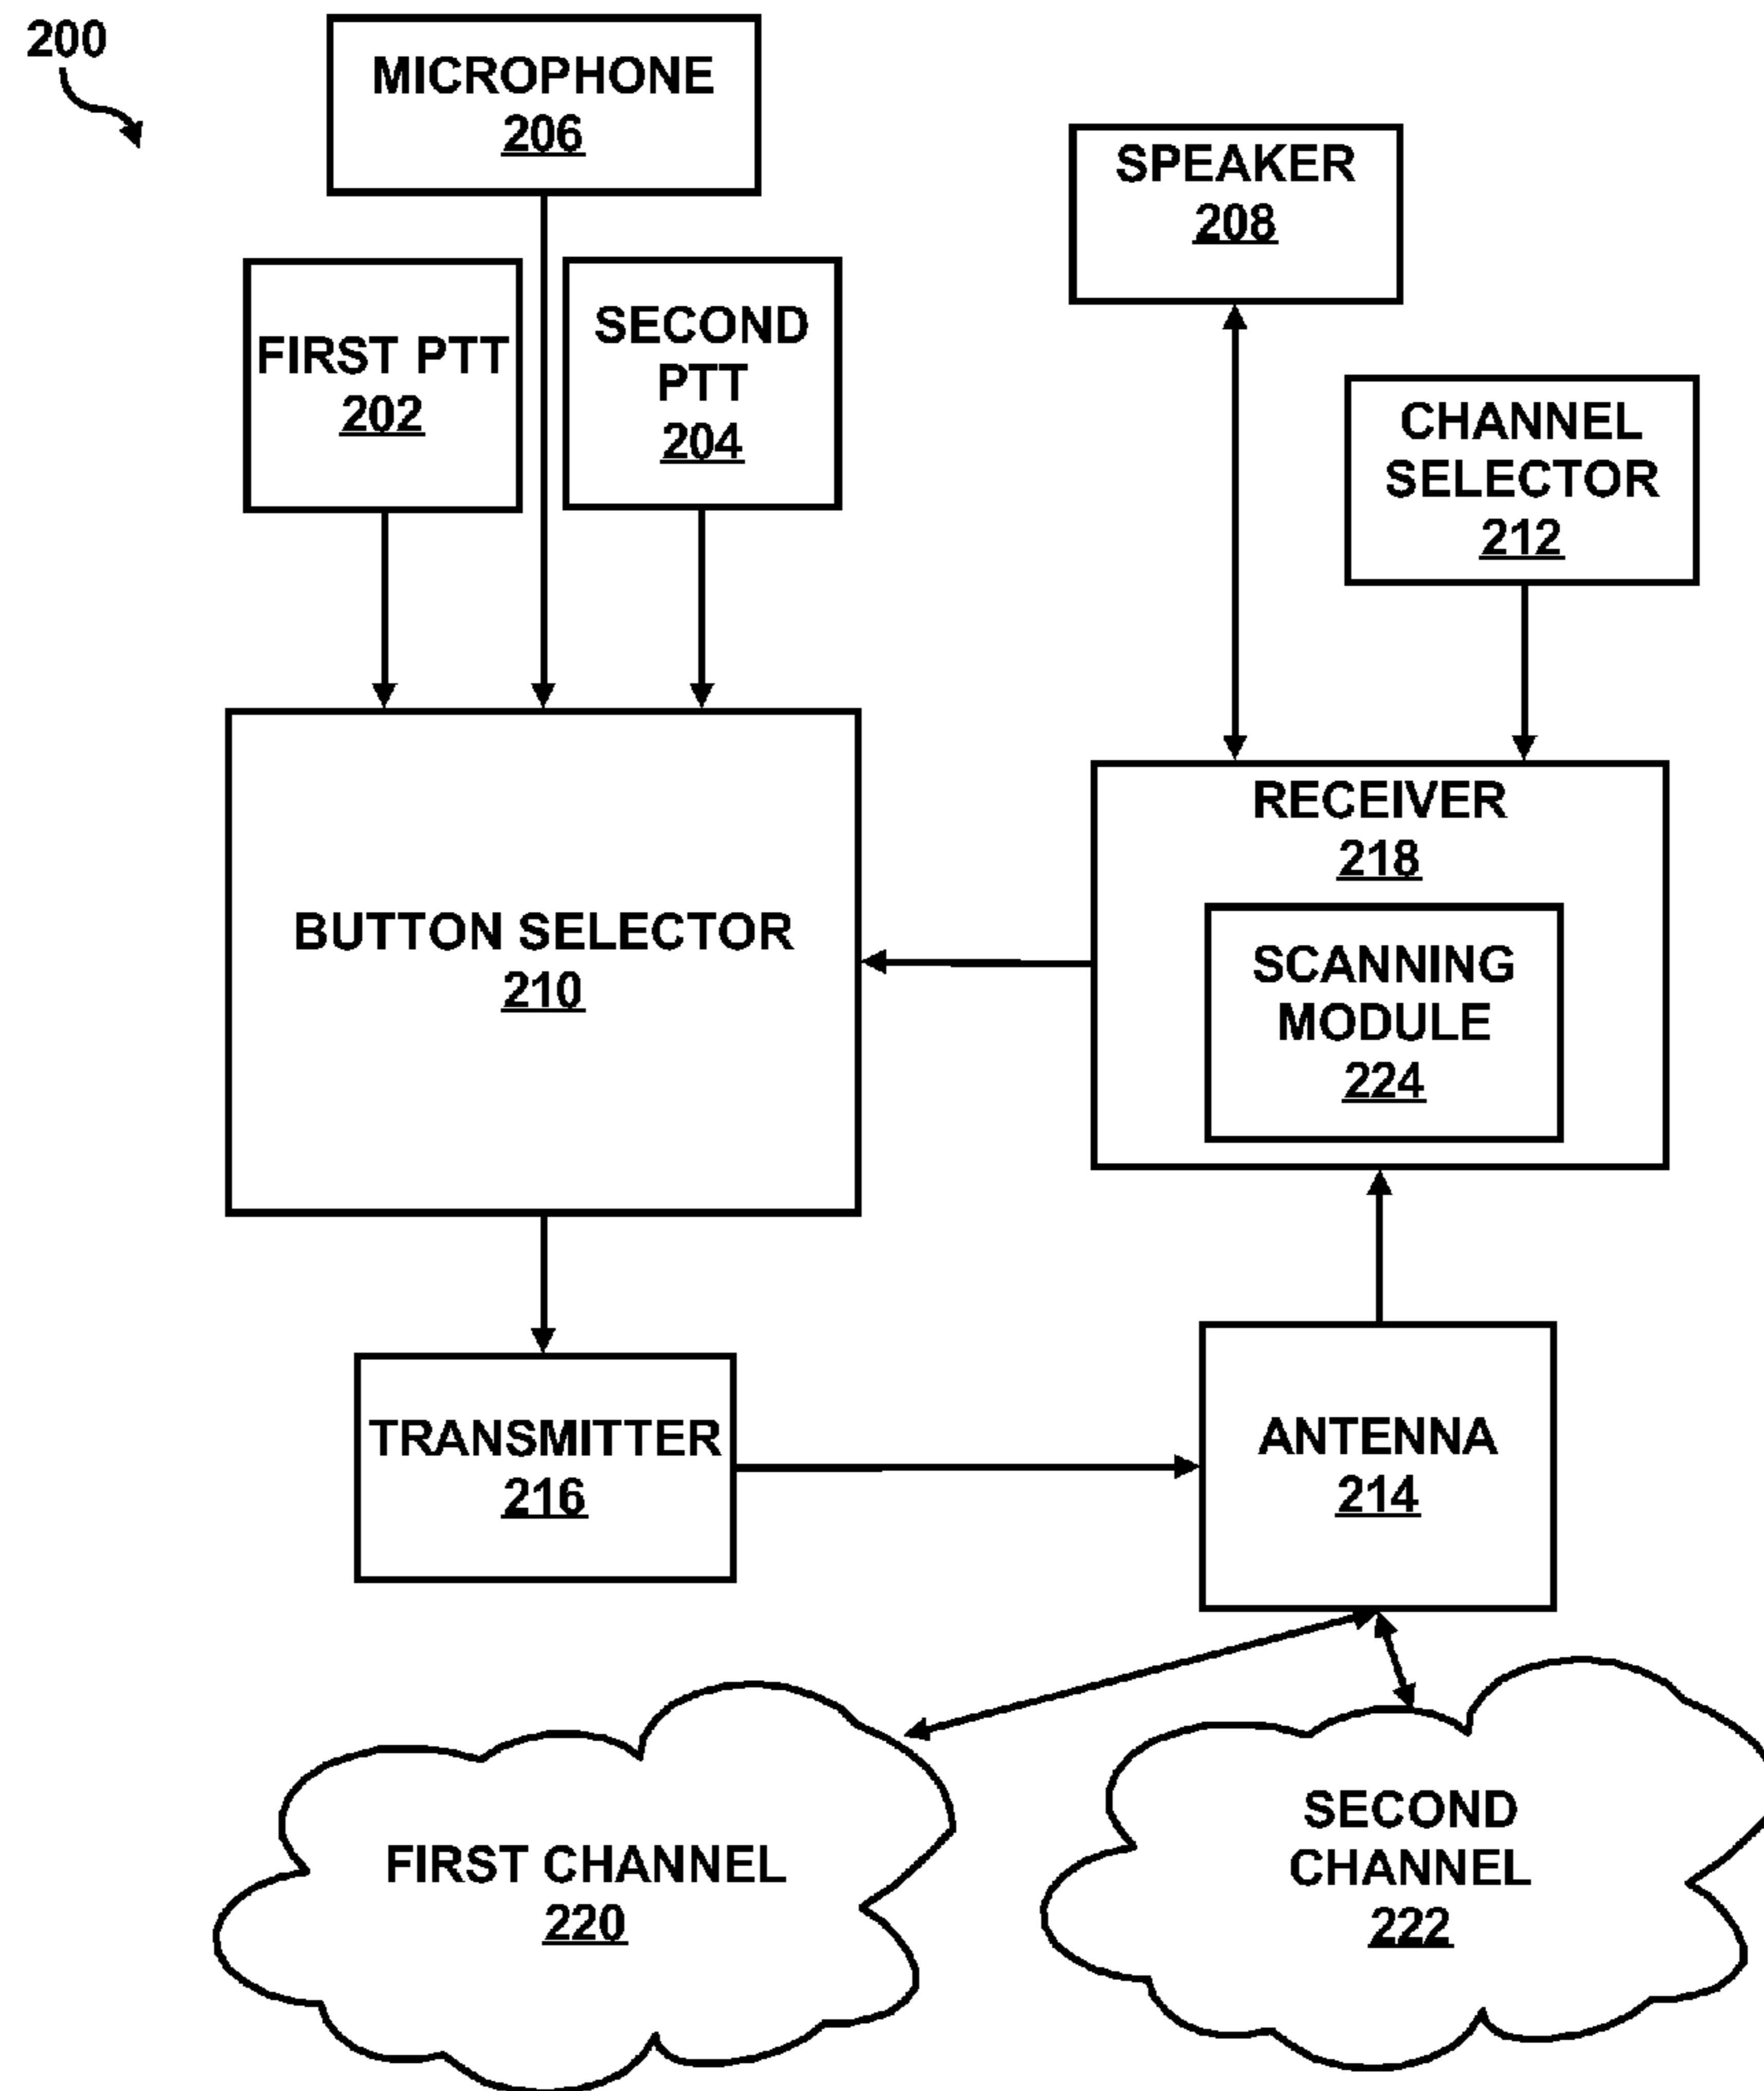 200
MICROPHONE
206
SPEAKER
208
FIRST PTT
202
SECOND
PTT
204
CHANNEL
SELECTOR
212
BUTTON SELECTOR
210
RECEIVER
218
SCANNING
MODULE
224
TRANSMITTER
216
ANTENNA
214
FIRST CHANNEL
220
SECOND
CHANNEL
222